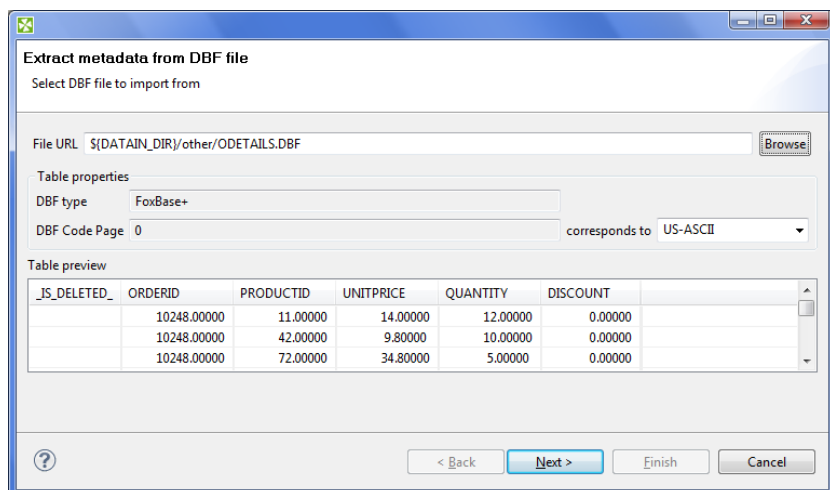 Extract metadata from DBF file
Select DBF file to import from
File URL ${DATAIN_DIR}/other/ODETAILS.DBF Browse
Table properties
DBF type FoxBase+
DBF Code Page 0 corresponds to US-ASCII
Table preview
_IS_DELETED_ ORDERID PRODUCTID UNITPRICE QUANTITY DISCOUNT
10248.00000 11.00000 14.00000 12.00000 0.00000
10248.00000 42.00000 9.80000 10.00000 0.00000
10248.00000 72.00000 34.80000 5.00000 0.00000
? < Back Next > Finish Cancel